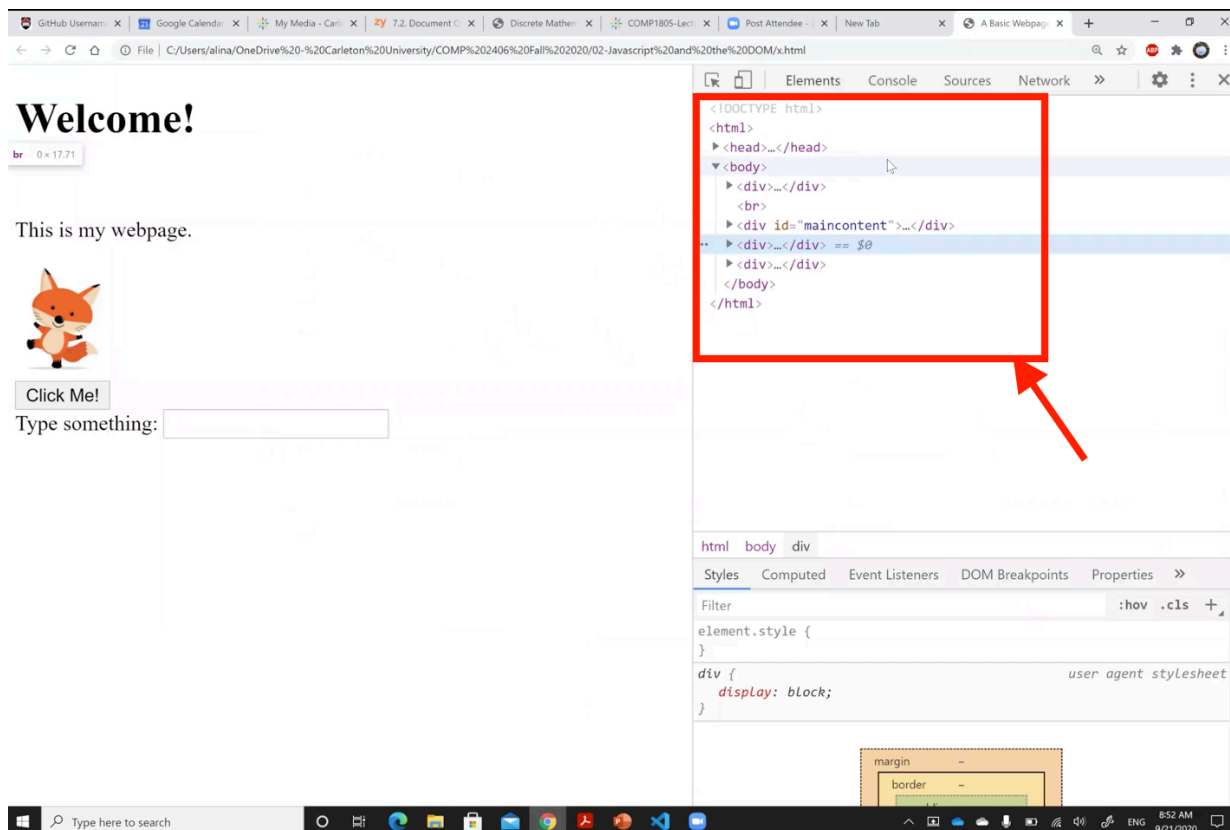 GitHub Usernam
Google Calendar
My Media - Carl
7.2. Document O
Discrete Mathem
COMP1805-Lect
Post Attendee - Z
New Tab
A Basic Webpage
File | C:/Users/alina/OneDrive%20-%20Carleton%20University/COMP%202406%20Fall%202020/02-Javascript%20and%20the%20DOM/x.html
Welcome!
br 0 × 17.71
This is my webpage.
Click Me!
Type something:
Elements Console Sources Network »
<!DOCTYPE html>
<html>
<head>…</head>
<body>
<div>…</div>
<br>
<div id="maincontent">…</div>
<div>…</div> == $0
<div>…</div>
</body>
</html>
html body div
Styles Computed Event Listeners DOM Breakpoints Properties »
Filter :hov .cls +
element.style {
}
div { user agent stylesheet
display: block;
}
margin –
border –
Type here to search
ENG
8:52 AM
9/21/2020